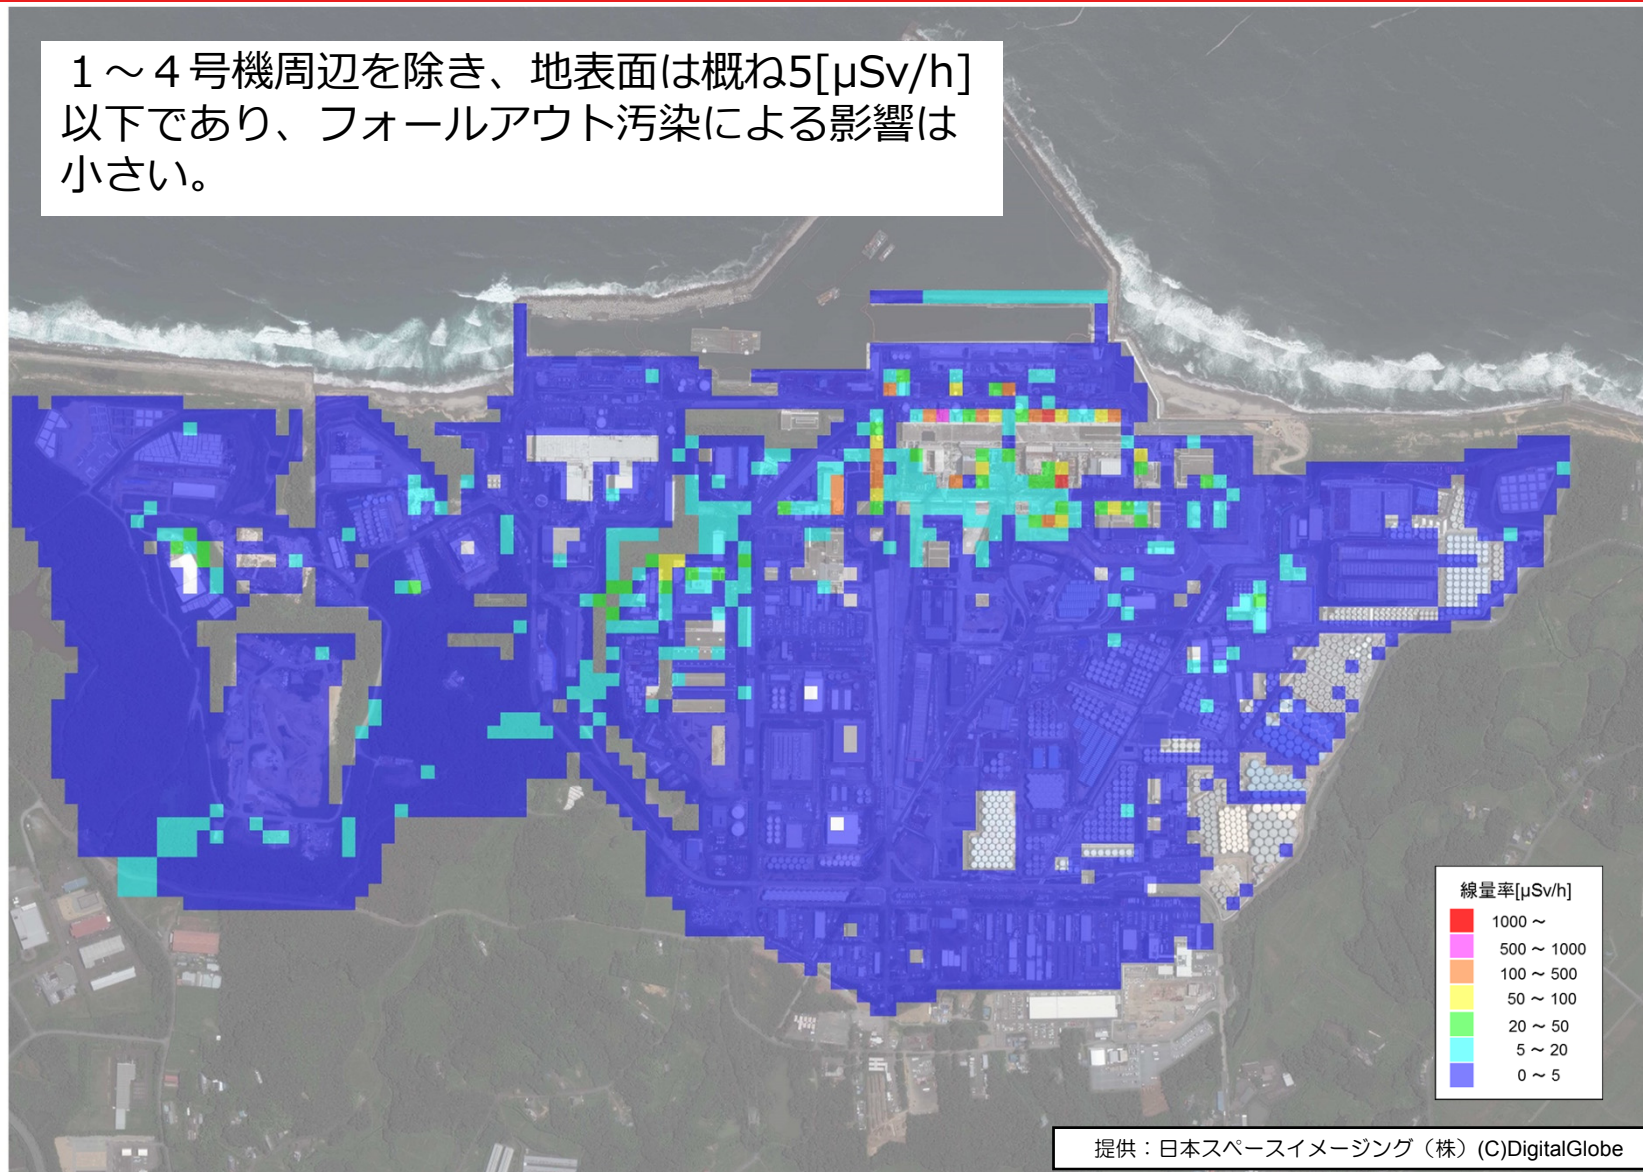 １～４号機周辺を除き、地表面は概ね5[μSv/h]
以下であり、フォールアウト汚染による影響は
小さい。
線量率[μSv/h]
1000 ～
500 ～ 1000
100 ～ 500
50 ～ 100
20 ～ 50
5 ～ 20
0 ～ 5
提供：日本スペースイメージング（株）(C)DigitalGlobe